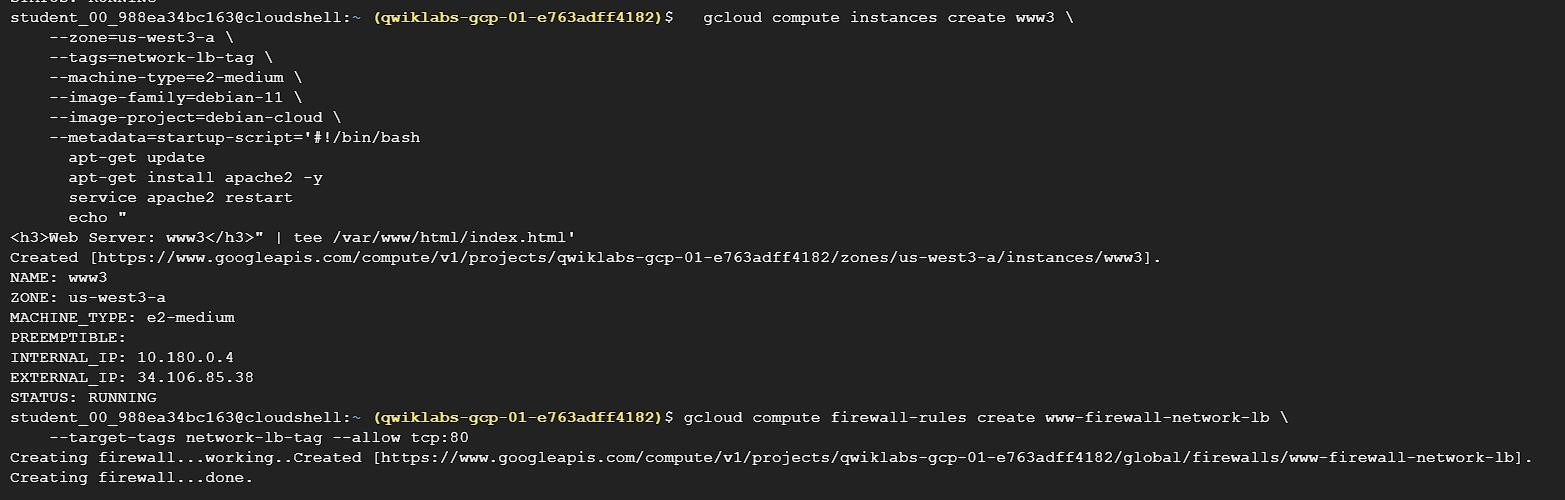 STATUS: RUNNING
student_00_988ea34bc163@cloudshell:~ (qwiklabs-gcp-01-e763adff4182)$   gcloud compute instances create www3 \
    --zone=us-west3-a \
    --tags=network-lb-tag \
    --machine-type=e2-medium \
    --image-family=debian-11 \
    --image-project=debian-cloud \
    --metadata=startup-script='#!/bin/bash
      apt-get update
      apt-get install apache2 -y
      service apache2 restart
      echo "
<h3>Web Server: www3</h3>" | tee /var/www/html/index.html'
Created [https://www.googleapis.com/compute/v1/projects/qwiklabs-gcp-01-e763adff4182/zones/us-west3-a/instances/www3].
NAME: www3
ZONE: us-west3-a
MACHINE_TYPE: e2-medium
PREEMPTIBLE:
INTERNAL_IP: 10.180.0.4
EXTERNAL_IP: 34.106.85.38
STATUS: RUNNING
student_00_988ea34bc163@cloudshell:~ (qwiklabs-gcp-01-e763adff4182)$ gcloud compute firewall-rules create www-firewall-network-lb \
    --target-tags network-lb-tag --allow tcp:80
Creating firewall...working..Created [https://www.googleapis.com/compute/v1/projects/qwiklabs-gcp-01-e763adff4182/global/firewalls/www-firewall-network-lb].
Creating firewall...done.